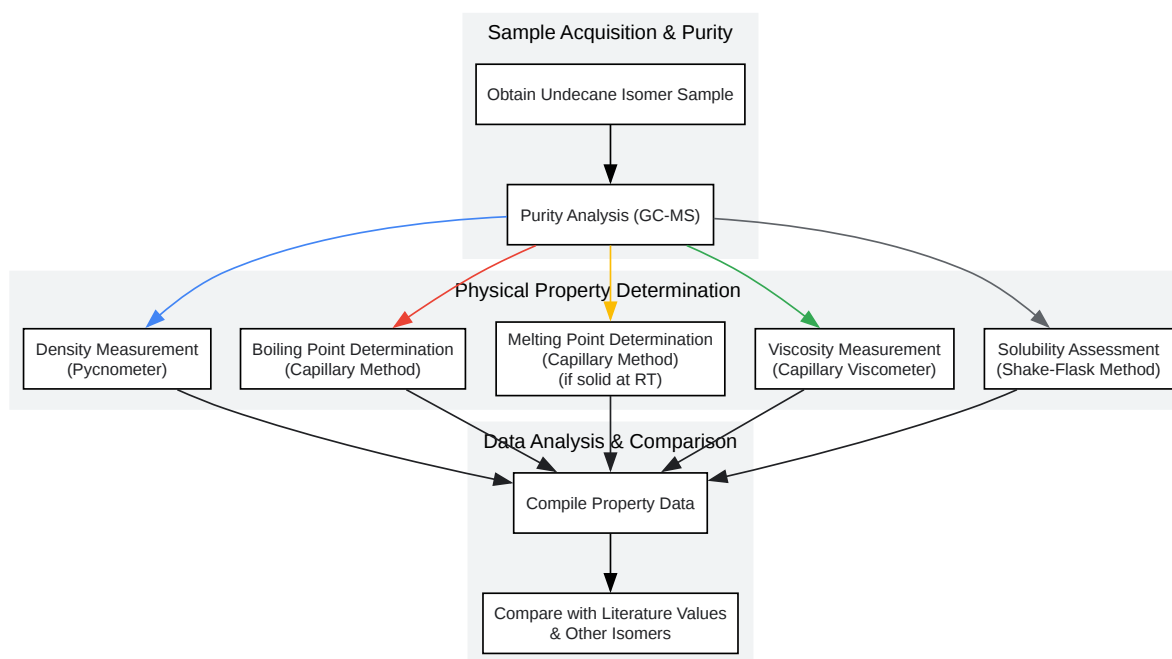 Sample Acquisition & Purity
Obtain Undecane Isomer Sample
Purity Analysis (GC-MS)
Physical Property Determination
Density Measurement
(Pycnometer)
Boiling Point Determination
(Capillary Method)
Melting Point Determination
(Capillary Method)
(if solid at RT)
Viscosity Measurement
(Capillary Viscometer)
Solubility Assessment
(Shake-Flask Method)
Data Analysis & Comparison
Compile Property Data
Compare with Literature Values
& Other Isomers